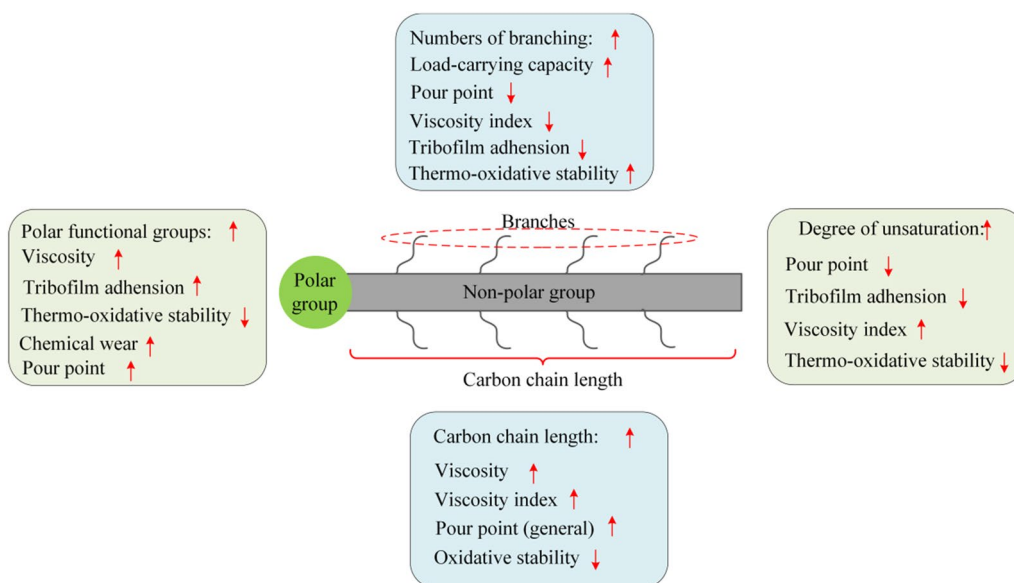 Numbers of branching: ↑
Load-carrying capacity ↑
Pour point ↓
Viscosity index ↓
Tribofilm adhension ↓
Thermo-oxidative stability ↑
Polar functional groups: ↑
Viscosity ↑
Tribofilm adhension ↑
Thermo-oxidative stability ↓
Chemical wear ↑
Pour point ↑
Branches
Polar
group
Non-polar group
Carbon chain length
Degree of unsaturation: ↑
Pour point ↓
Tribofilm adhension ↓
Viscosity index ↑
Thermo-oxidative stability ↓
Carbon chain length: ↑
Viscosity ↑
Viscosity index ↑
Pour point (general) ↑
Oxidative stability ↓